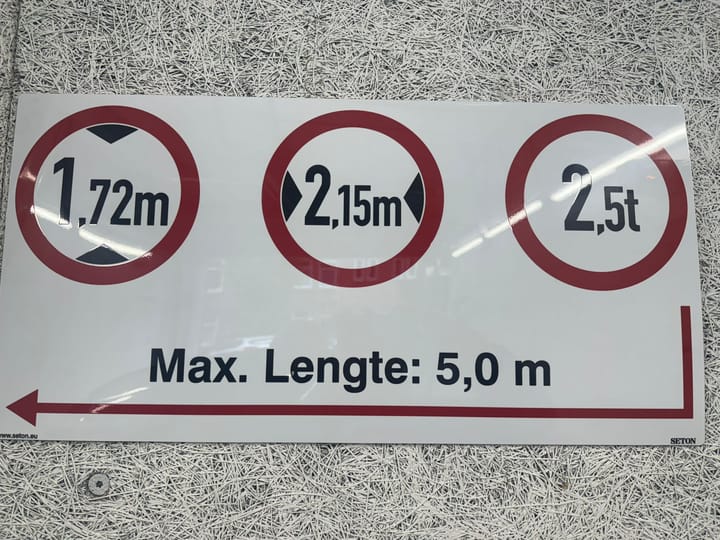 1,72m 2,15m 2,5t
Max. Lengte: 5,0 m
www.seton.eu SETON